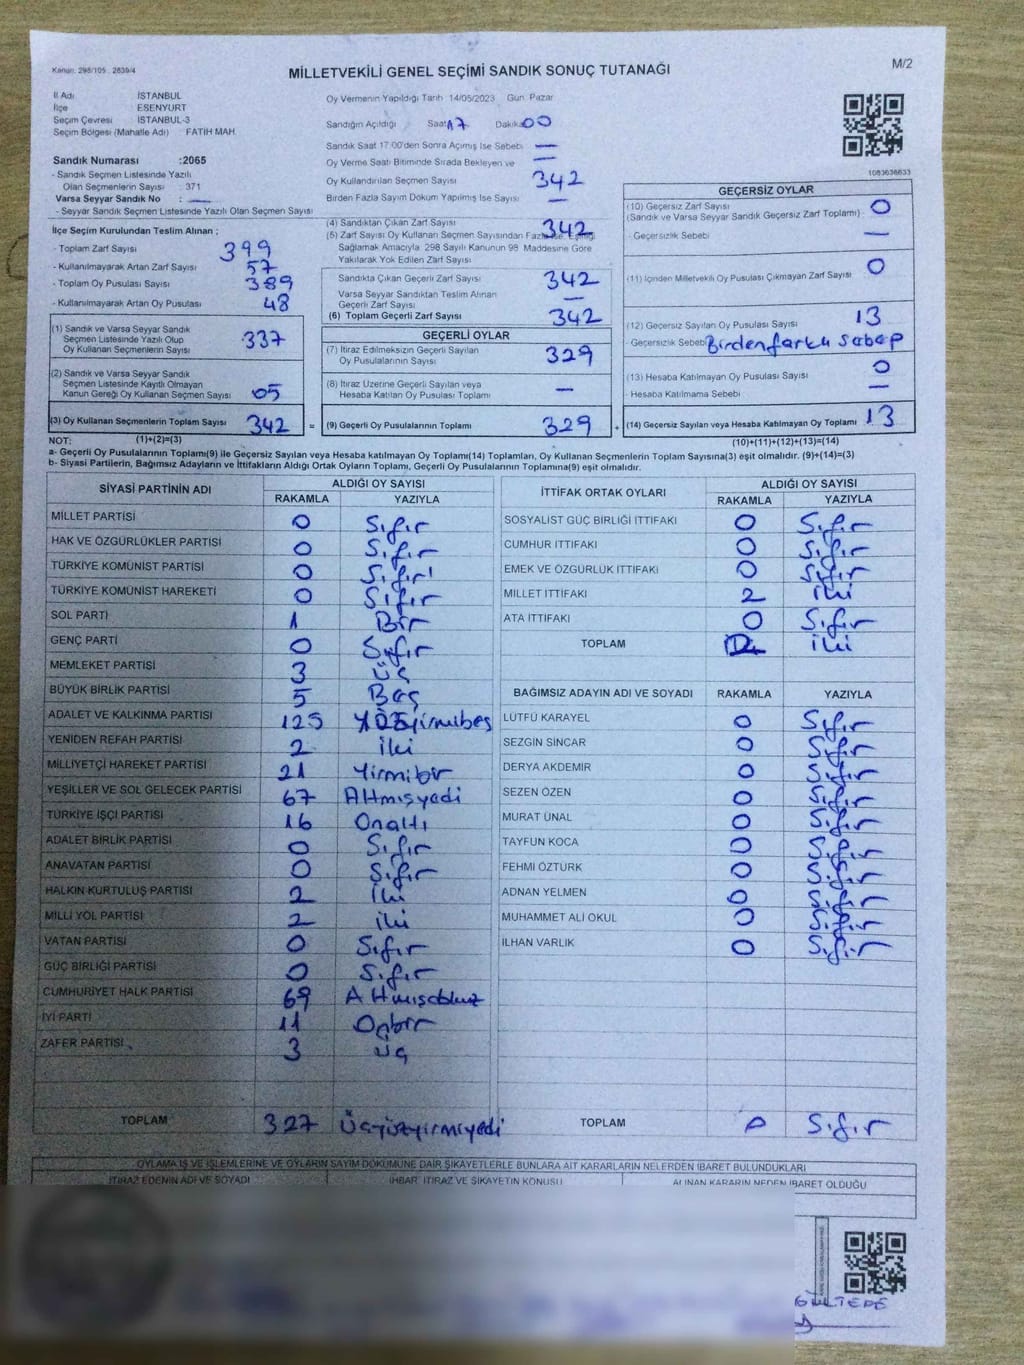 Kanun: 298/105 , 2839/4
MİLLETVEKİLİ GENEL SEÇİMİ SANDIK SONUÇ TUTANAĞI
M/2
İl Adı İSTANBUL
İlçe ESENYURT
Seçim Çevresi İSTANBUL-3
Seçim Bölgesi (Mahalle Adı) FATİH MAH.
Sandık Numarası :2065
- Sandık Seçmen Listesinde Yazılı
Olan Seçmenlerin Sayısı : 371
Varsa Seyyar Sandık No : —
- Seyyar Sandık Seçmen Listesinde Yazılı Olan Seçmen Sayısı
İlçe Seçim Kurulundan Teslim Alınan ;
- Toplam Zarf Sayısı 399
- Kullanılmayarak Artan Zarf Sayısı 57
- Toplam Oy Pusulası Sayısı 389
- Kullanılmayarak Artan Oy Pusulası 48
(1) Sandık ve Varsa Seyyar Sandık
Seçmen Listesinde Yazılı Olup
Oy Kullanan Seçmenlerin Sayısı 337
(2) Sandık ve Varsa Seyyar Sandık
Seçmen Listesinde Kayıtlı Olmayan
Kanun Gereği Oy Kullanan Seçmen Sayısı 05
(3) Oy Kullanan Seçmenlerin Toplam Sayısı 342 =
Oy Vermenin Yapıldığı Tarih 14/05/2023 Gün Pazar
Sandığın Açıldığı Saat 17 Dakika 00
Sandık Saat 17:00'den Sonra Açımış İse Sebebi —
Oy Verme Saati Bitiminde Sırada Bekleyen ve —
Oy Kullandırılan Seçmen Sayısı 342
Birden Fazla Sayım Döküm Yapılmış İse Sayısı —
(4) Sandıktan Çıkan Zarf Sayısı 342
(5) Zarf Sayısı Oy Kullanan Seçmen Sayısından Fazla ise, Eşitliği
Sağlamak Amacıyla 298 Sayılı Kanunun 98 Maddesine Göre
Yakılarak Yok Edilen Zarf Sayısı
Sandıkta Çıkan Geçerli Zarf Sayısı 342
Varsa Seyyar Sandıktan Teslim Alınan
Geçerli Zarf Sayısı —
(6) Toplam Geçerli Zarf Sayısı 342
GEÇERLİ OYLAR
(7) İtiraz Edilmeksizin Geçerli Sayılan
Oy Pusulalarının Sayısı 329
(8) İtiraz Üzerine Geçerli Sayılan veya
Hesaba Katılan Oy Pusulası Toplamı —
(9) Geçerli Oy Pusulalarının Toplamı 329 +
1083636633
GEÇERSİZ OYLAR
(10) Geçersiz Zarf Sayısı 0
(Sandık ve Varsa Seyyar Sandık Geçersiz Zarf Toplamı)
- Geçersizlik Sebebi —
(11) İçinden Milletvekili Oy Pusulası Çıkmayan Zarf Sayısı 0
(12) Geçersiz Sayılan Oy Pusulası Sayısı 13
- Geçersizlik Sebebi Birden farklı sebep
(13) Hesaba Katılmayan Oy Pusulası Sayısı 0
- Hesaba Katılmama Sebebi —
(14) Geçersiz Sayılan veya Hesaba Katılmayan Oy Toplamı 13
NOT: (1)+(2)=(3) (10)+(11)+(12)+(13)=(14)
a- Geçerli Oy Pusulalarının Toplamı(9) ile Geçersiz Sayılan veya Hesaba katılmayan Oy Toplamı(14) Toplamları, Oy Kullanan Seçmenlerin Toplam Sayısına(3) eşit olmalıdır. (9)+(14)=(3)
b- Siyasi Partilerin, Bağımsız Adayların ve İttifakların Aldığı Ortak Oyların Toplamı, Geçerli Oy Pusulalarının Toplamına(9) eşit olmalıdır.
SİYASİ PARTİNİN ADI ALDIĞI OY SAYISI
RAKAMLA YAZIYLA
MİLLET PARTİSİ 0 Sıfır
HAK VE ÖZGÜRLÜKLER PARTİSİ 0 Sıfır
TÜRKİYE KOMÜNİST PARTİSİ 0 Sıfır
TÜRKİYE KOMÜNİST HAREKETİ 0 Sıfır
SOL PARTİ 1 Bir
GENÇ PARTİ 0 Sıfır
MEMLEKET PARTİSİ 3 Üç
BÜYÜK BİRLİK PARTİSİ 5 Beş
ADALET VE KALKINMA PARTİSİ 125 YÜZyirmibeş
YENİDEN REFAH PARTİSİ 2 İki
MİLLİYETÇİ HAREKET PARTİSİ 21 Yirmibir
YEŞİLLER VE SOL GELECEK PARTİSİ 67 Altmışyedi
TÜRKİYE İŞÇİ PARTİSİ 16 Onaltı
ADALET BİRLİK PARTİSİ 0 Sıfır
ANAVATAN PARTİSİ 0 Sıfır
HALKIN KURTULUŞ PARTİSİ 2 İki
MİLLİ YOL PARTİSİ 2 İki
VATAN PARTİSİ 0 Sıfır
GÜÇ BİRLİĞİ PARTİSİ 0 Sıfır
CUMHURİYET HALK PARTİSİ 69 Altmışdokuz
İYİ PARTİ 11 Onbir
ZAFER PARTİSİ 3 üç
TOPLAM 327 Üçyüzyirmiyedi
İTTİFAK ORTAK OYLARI ALDIĞI OY SAYISI
RAKAMLA YAZIYLA
SOSYALİST GÜÇ BİRLİĞİ İTTİFAKI 0 Sıfır
CUMHUR İTTİFAKI 0 Sıfır
EMEK VE ÖZGÜRLÜK İTTİFAKI 0 Sıfır
MİLLET İTTİFAKI 2 İki
ATA İTTİFAKI 0 Sıfır
TOPLAM 2 İki
BAĞIMSIZ ADAYIN ADI VE SOYADI RAKAMLA YAZIYLA
LÜTFÜ KARAYEL 0 Sıfır
SEZGİN SİNCAR 0 Sıfır
DERYA AKDEMİR 0 Sıfır
SEZEN ÖZEN 0 Sıfır
MURAT ÜNAL 0 Sıfır
TAYFUN KOCA 0 Sıfır
FEHMİ ÖZTÜRK 0 Sıfır
ADNAN YELMEN 0 Sıfır
MUHAMMET ALİ OKUL 0 Sıfır
İLHAN VARLIK 0 Sıfır
TOPLAM 0 Sıfır
OYLAMA İŞ VE İŞLEMLERİNE VE OYLARIN SAYIM DÖKÜMÜNE DAİR ŞİKAYETLERLE BUNLARA AİT KARARLARIN NELERDEN İBARET BULUNDUKLARI
İTİRAZ EDENİN ADI VE SOYADI İHBAR, İTİRAZ VE ŞİKAYETİN KONUSU ALINAN KARARIN NEDEN İBARET OLDUĞU